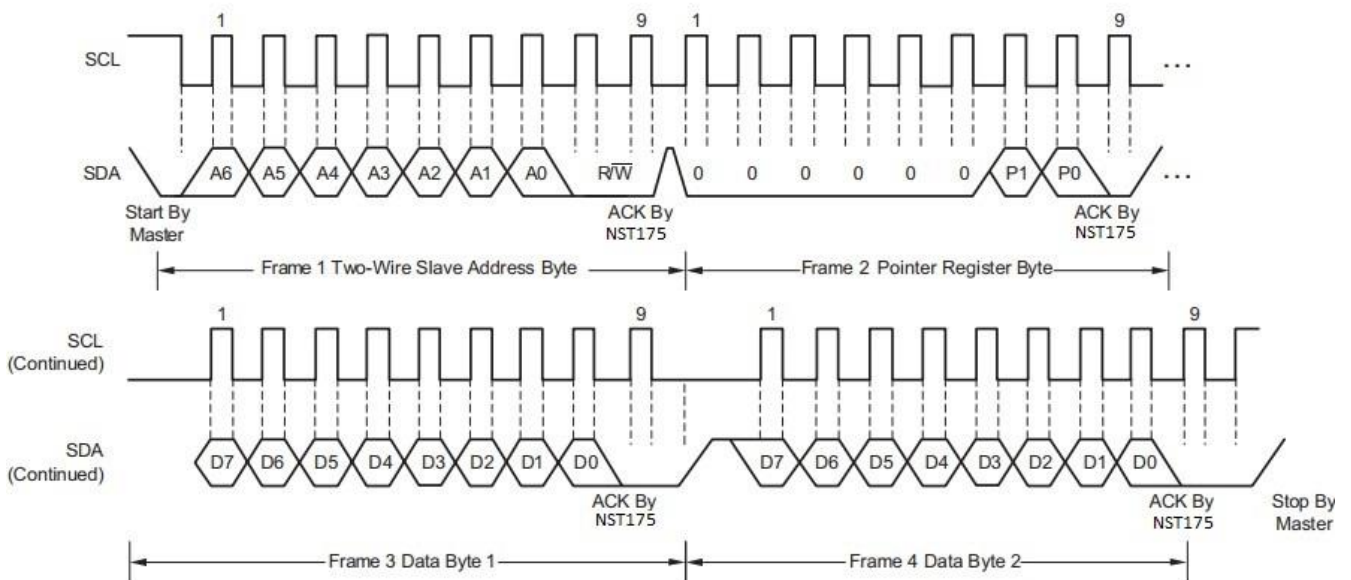 1 9 1 9
SCL ...
SDA A6 A5 A4 A3 A2 A1 A0 R/W̅ 0 0 0 0 0 0 P1 P0 ...
Start By
Master
ACK By
NST175
ACK By
NST175
Frame 1 Two-Wire Slave Address Byte
Frame 2 Pointer Register Byte
1 9 1 9
SCL
(Continued)
SDA
(Continued)
D7 D6 D5 D4 D3 D2 D1 D0 D7 D6 D5 D4 D3 D2 D1 D0
ACK By
NST175
ACK By
NST175
Stop By
Master
Frame 3 Data Byte 1
Frame 4 Data Byte 2